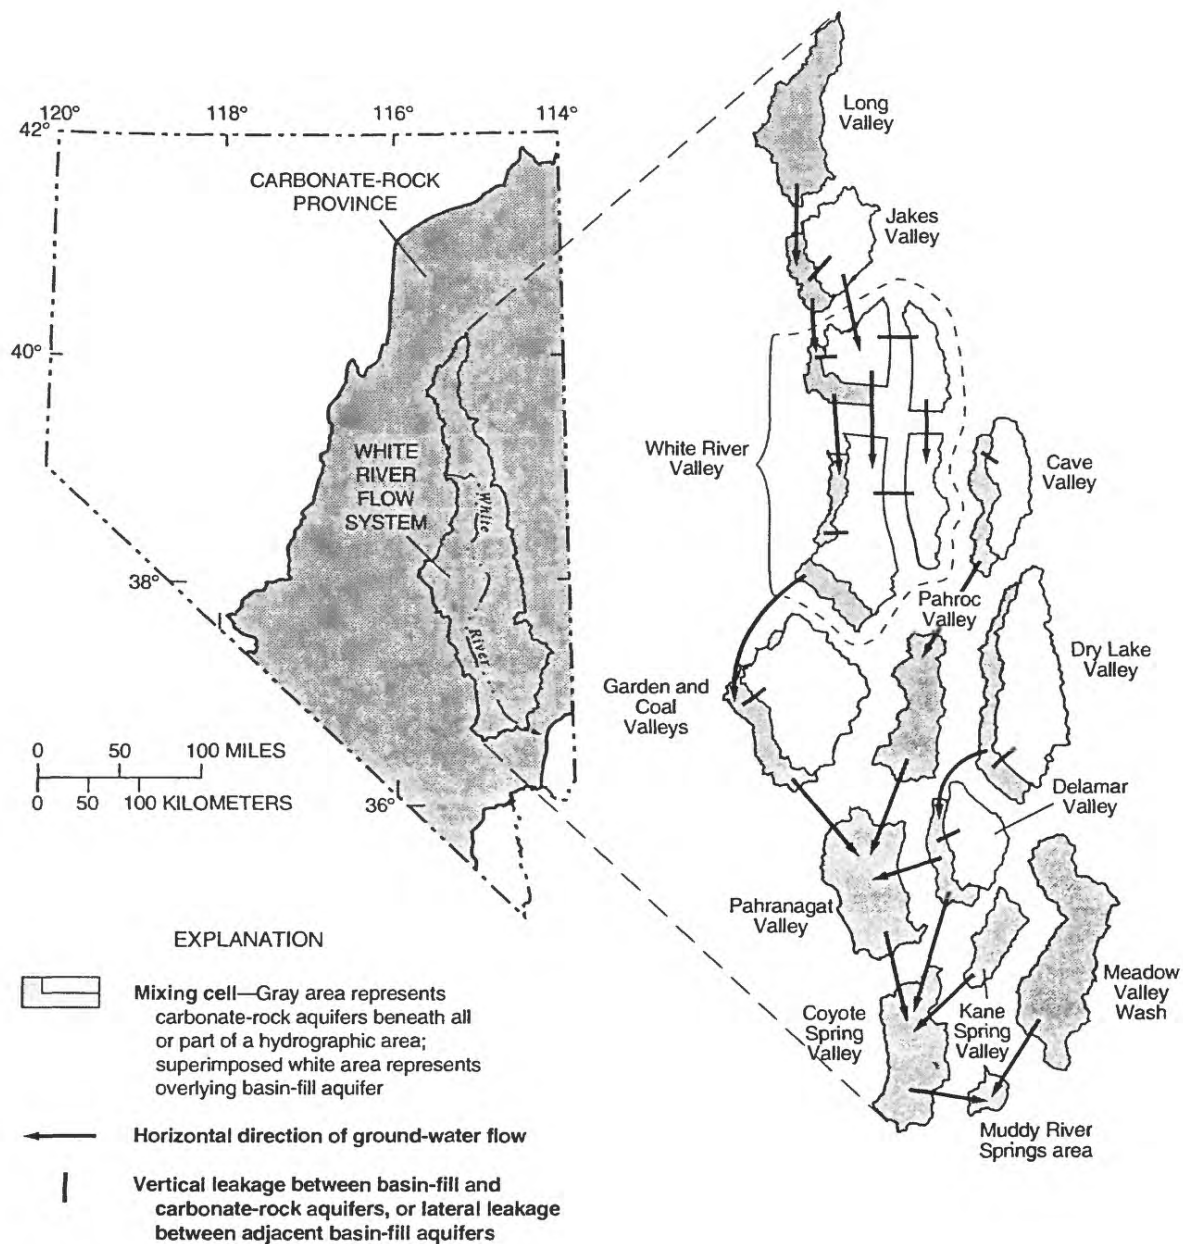 120°
118°
116°
114°
42°
40°
38°
36°
CARBONATE-ROCK
PROVINCE
WHITE
RIVER
FLOW
SYSTEM
White
River
0 50 100 MILES
0 50 100 KILOMETERS
Long
Valley
Jakes
Valley
White River
Valley
Cave
Valley
Pahroc
Valley
Dry Lake
Valley
Garden and
Coal
Valleys
Delamar
Valley
Pahranagat
Valley
Coyote
Spring
Valley
Kane
Spring
Valley
Meadow
Valley
Wash
Muddy River
Springs area
EXPLANATION
Mixing cell—Gray area represents
carbonate-rock aquifers beneath all
or part of a hydrographic area;
superimposed white area represents
overlying basin-fill aquifer
Horizontal direction of ground-water flow
Vertical leakage between basin-fill and
carbonate-rock aquifers, or lateral leakage
between adjacent basin-fill aquifers